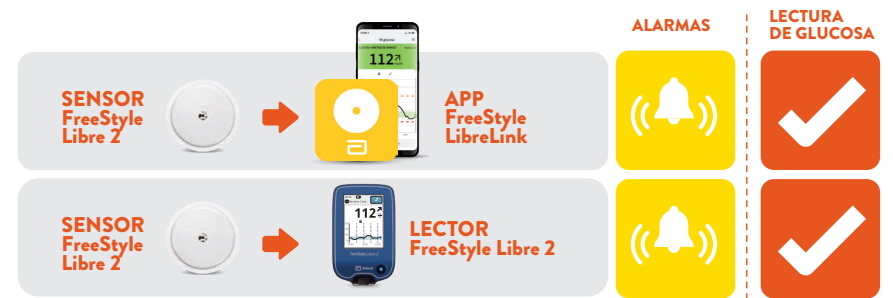 ALARMAS
LECTURA
DE GLUCOSA
SENSOR
FreeStyle
Libre 2
112
APP
FreeStyle
LibreLink
SENSOR
FreeStyle
Libre 2
112
LECTOR
FreeStyle Libre 2